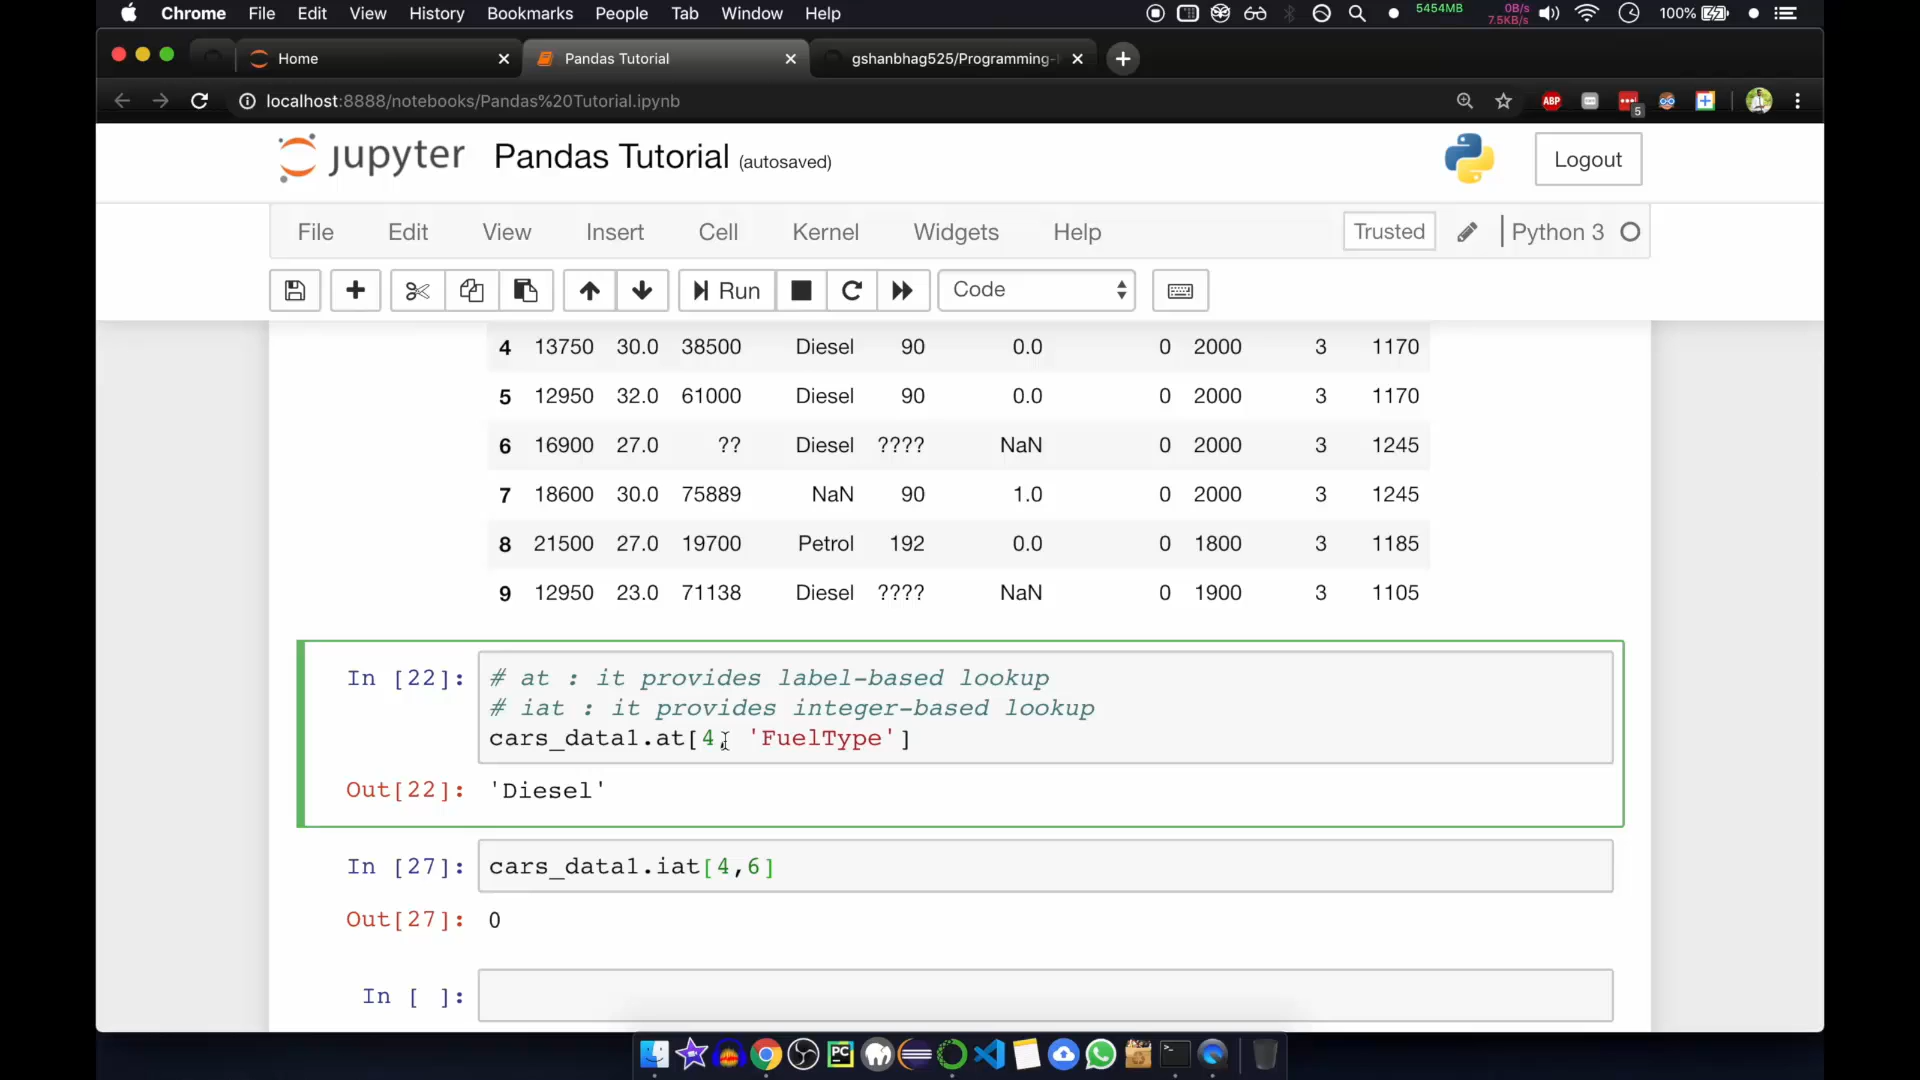 Chrome File Edit View History Bookmarks People Tab Window Help 5454MB 0B/s 7.5KB/s 100%
Home Pandas Tutorial gshanbhag525/Programming-
localhost:8888/notebooks/Pandas%20Tutorial.ipynb ABP 5
jupyter Pandas Tutorial (autosaved) Logout
File Edit View Insert Cell Kernel Widgets Help Trusted Python 3
Run Code
4 13750 30.0 38500 Diesel 90 0.0 0 2000 3 1170
5 12950 32.0 61000 Diesel 90 0.0 0 2000 3 1170
6 16900 27.0 ?? Diesel ???? NaN 0 2000 3 1245
7 18600 30.0 75889 NaN 90 1.0 0 2000 3 1245
8 21500 27.0 19700 Petrol 192 0.0 0 1800 3 1185
9 12950 23.0 71138 Diesel ???? NaN 0 1900 3 1105
In [22]: # at : it provides label-based lookup
# iat : it provides integer-based lookup
cars_data1.at[4, 'FuelType']
Out[22]: 'Diesel'
In [27]: cars_data1.iat[4,6]
Out[27]: 0
In [ ]:
PC